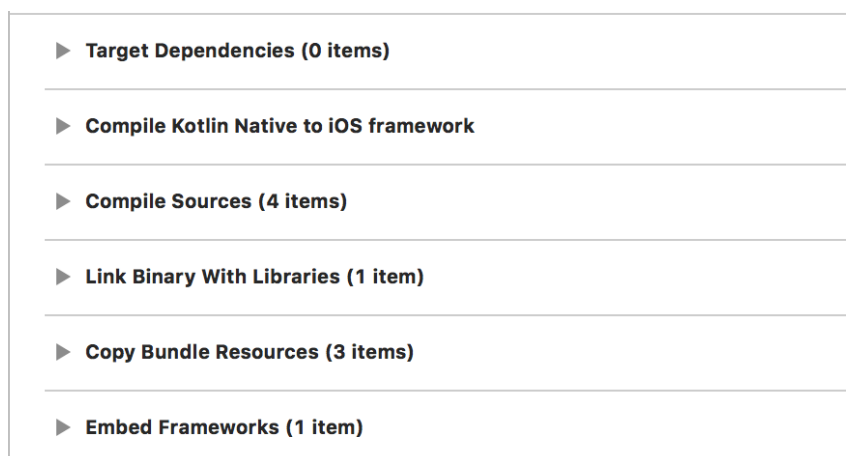 Target Dependencies (0 items)
Compile Kotlin Native to iOS framework
Compile Sources (4 items)
Link Binary With Libraries (1 item)
Copy Bundle Resources (3 items)
Embed Frameworks (1 item)